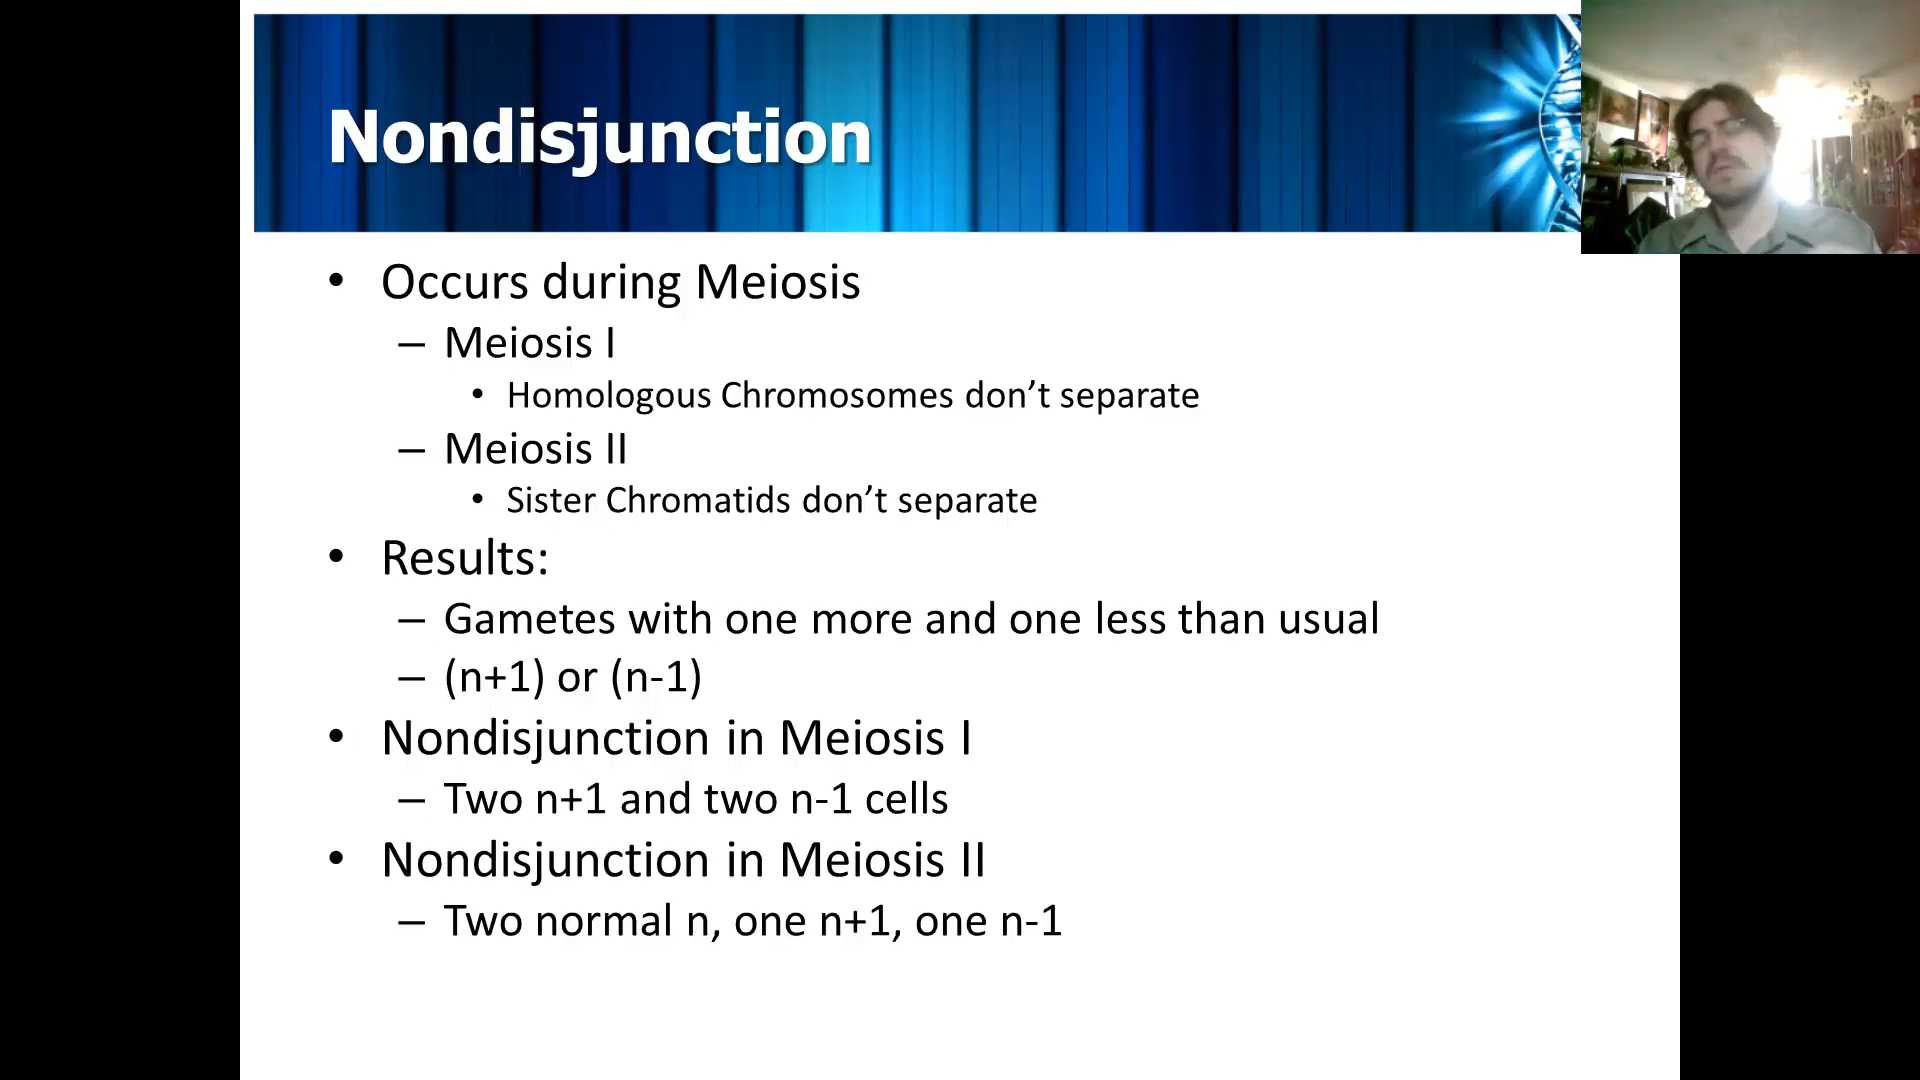 Nondisjunction
• Occurs during Meiosis
– Meiosis I
• Homologous Chromosomes don’t separate
– Meiosis II
• Sister Chromatids don’t separate
• Results:
– Gametes with one more and one less than usual
– (n+1) or (n-1)
• Nondisjunction in Meiosis I
– Two n+1 and two n-1 cells
• Nondisjunction in Meiosis II
– Two normal n, one n+1, one n-1